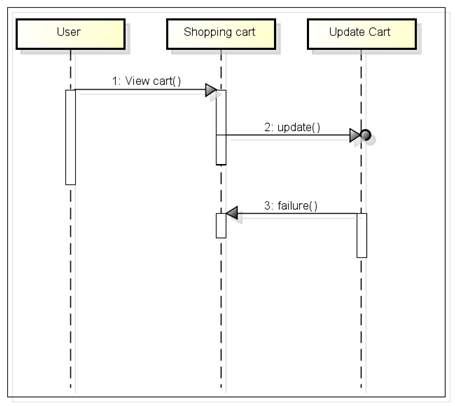 User
Shopping cart
Update Cart
1: View cart()
2: update()
3: failure()